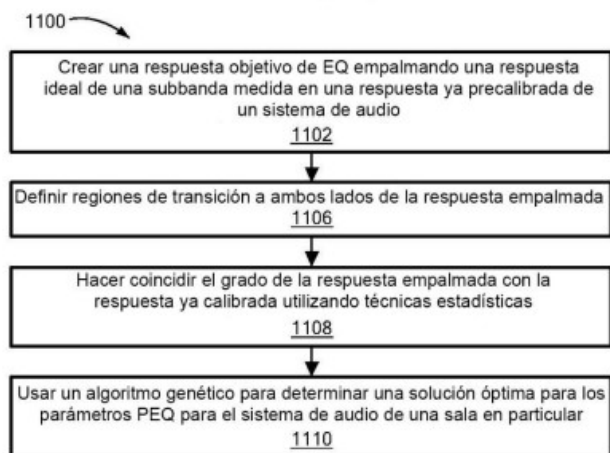 1100
Crear una respuesta objetivo de EQ empalmando una respuesta
ideal de una subbanda medida en una respuesta ya precalibrada de
un sistema de audio
1102
Definir regiones de transición a ambos lados de la respuesta empalmada
1106
Hacer coincidir el grado de la respuesta empalmada con la
respuesta ya calibrada utilizando técnicas estadísticas
1108
Usar un algoritmo genético para determinar una solución óptima para los
parámetros PEQ para el sistema de audio de una sala en particular
1110